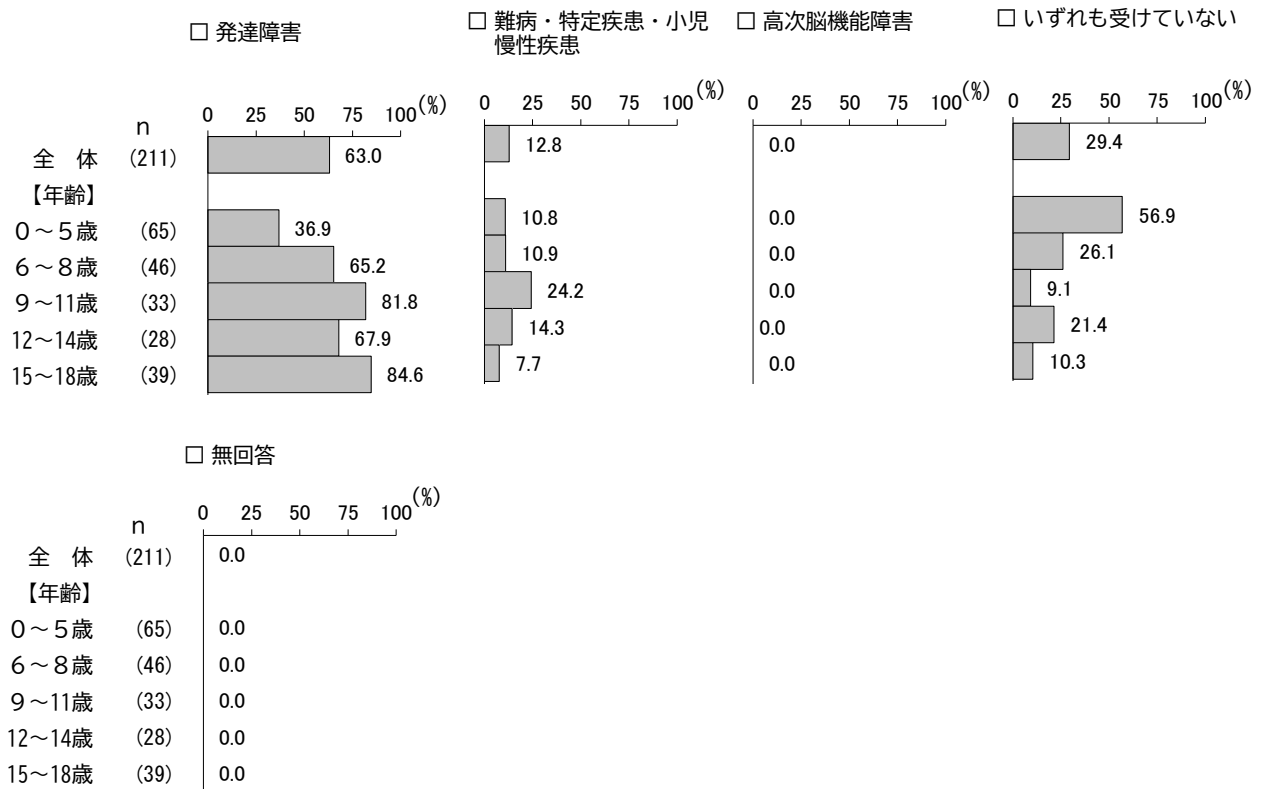 □ 発達障害
□ 難病・特定疾患・小児
慢性疾患
□ 高次脳機能障害
□ いずれも受けていない
n 0 25 50 75 100(%) 0 25 50 75 100(%) 0 25 50 75 100(%) 0 25 50 75 100(%)
全 体 (211) 63.0 12.8 0.0 29.4
【年齢】
0～5歳 (65) 36.9 10.8 0.0 56.9
6～8歳 (46) 65.2 10.9 0.0 26.1
9～11歳 (33) 81.8 24.2 0.0 9.1
12～14歳 (28) 67.9 14.3 0.0 21.4
15～18歳 (39) 84.6 7.7 0.0 10.3
□ 無回答
n 0 25 50 75 100(%)
全 体 (211) 0.0
【年齢】
0～5歳 (65) 0.0
6～8歳 (46) 0.0
9～11歳 (33) 0.0
12～14歳 (28) 0.0
15～18歳 (39) 0.0